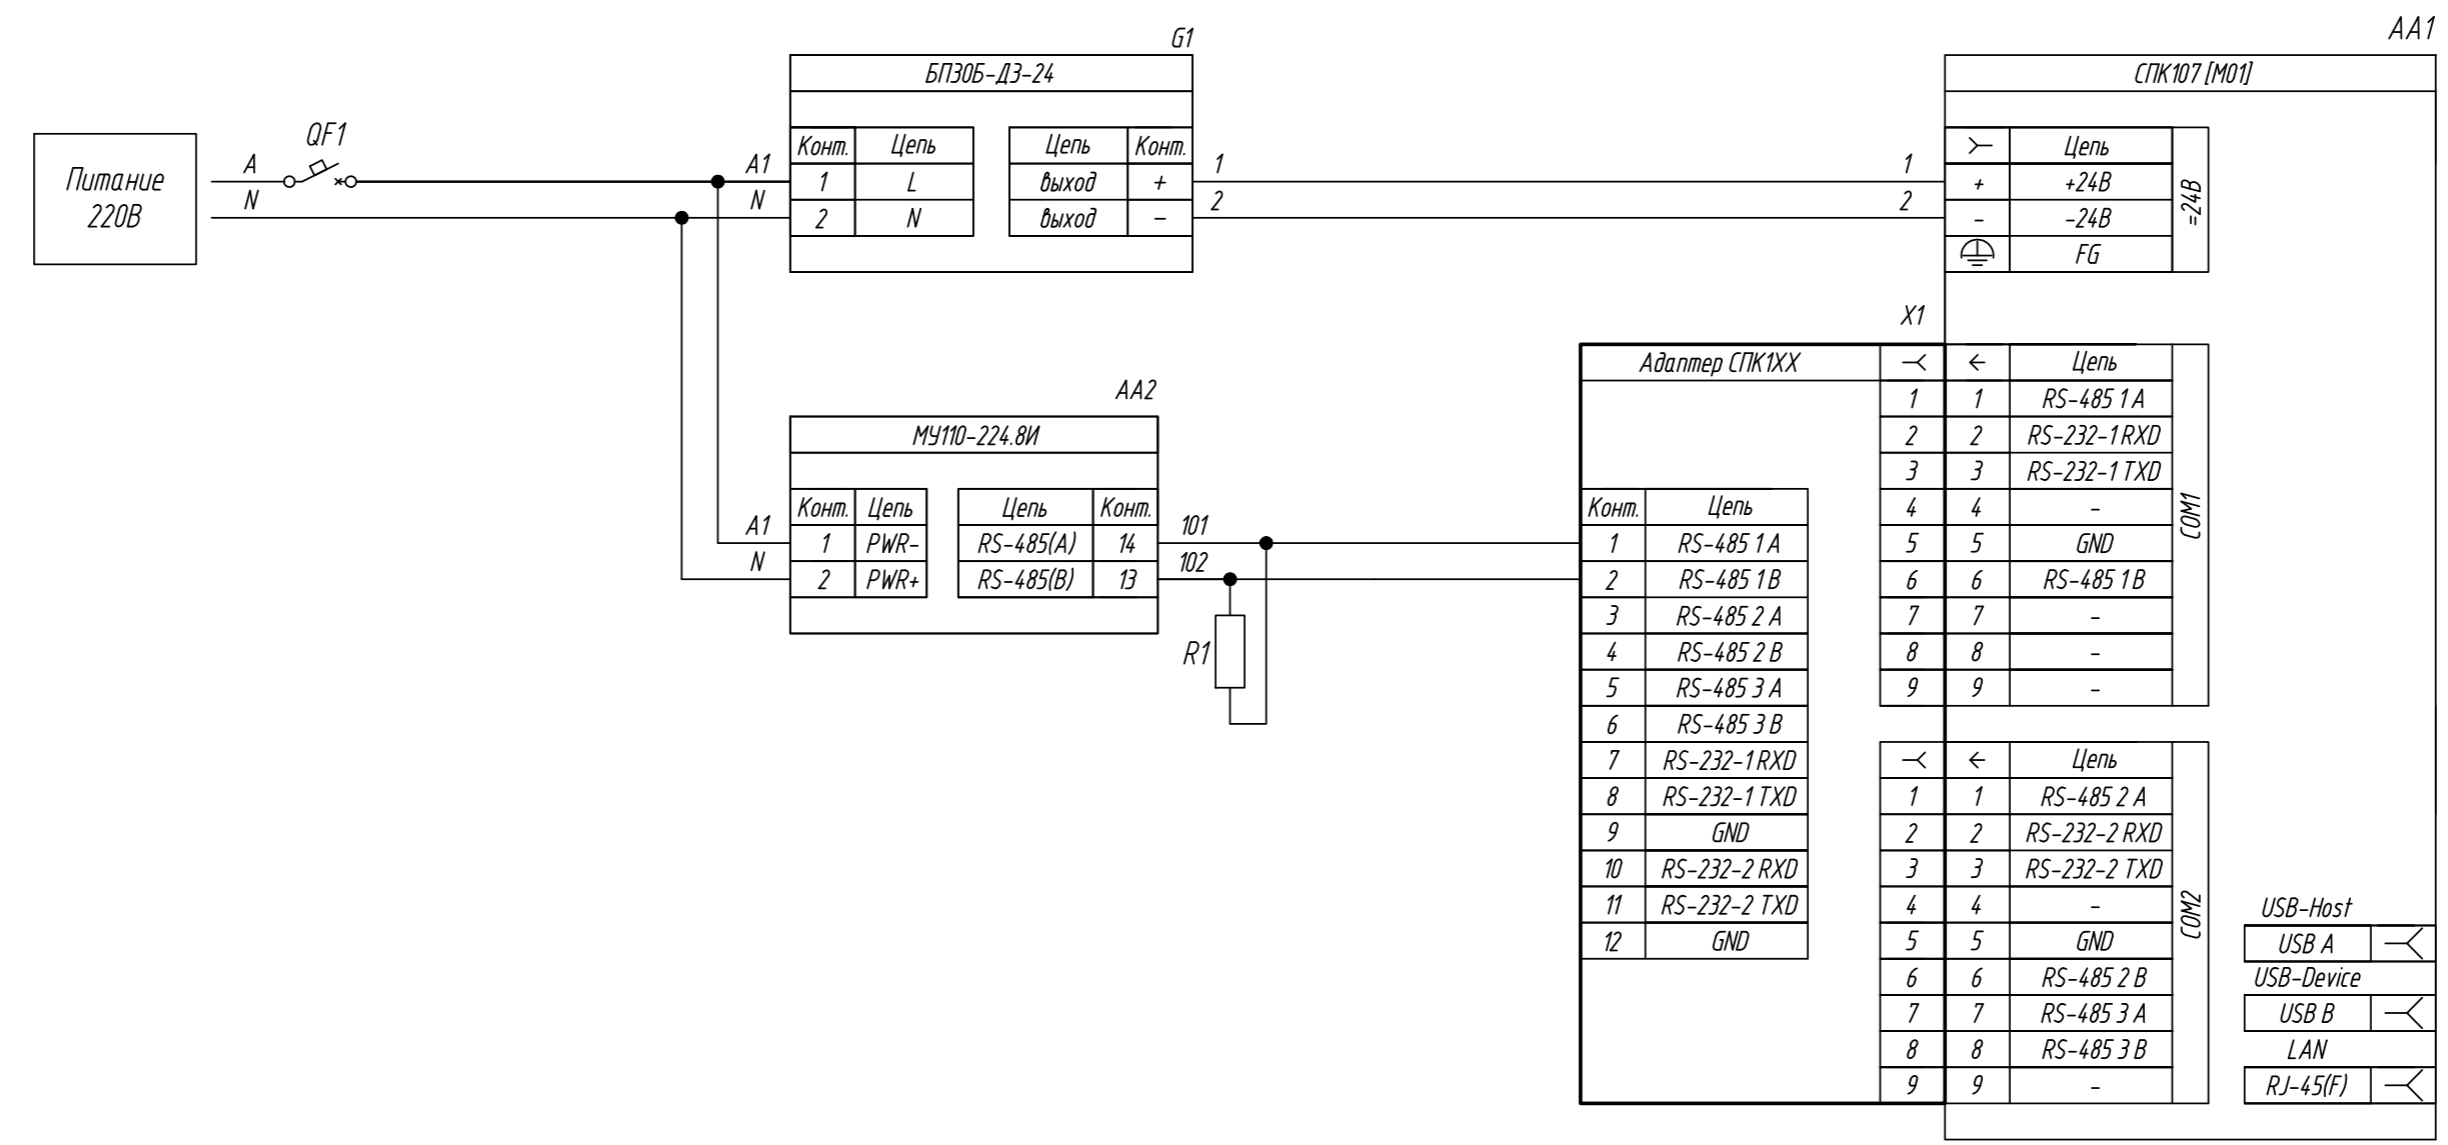 AA1
G1
БП30Б-Д3-24
СПК107 [М01]
QF1
Питание
220В
A
N
A1
N
Конт. Цепь
1 L
2 N
Цепь Конт.
выход +
выход −
1
2
1
2
Цепь
+ +24В
- -24В
FG
=24В
X1
Адаптер СПК1ХХ
Цепь
1 1 RS-485 1 A
2 2 RS-232-1 RXD
3 3 RS-232-1 TXD
4 4 -
5 5 GND
6 6 RS-485 1 B
7 7 -
8 8 -
9 9 -
COM1
AA2
МУ110-224.8И
A1
N
Конт. Цепь
1 PWR-
2 PWR+
Цепь Конт.
RS-485(A) 14
RS-485(B) 13
101
102
R1
Конт. Цепь
1 RS-485 1 A
2 RS-485 1 B
3 RS-485 2 A
4 RS-485 2 B
5 RS-485 3 A
6 RS-485 3 B
7 RS-232-1 RXD
8 RS-232-1 TXD
9 GND
10 RS-232-2 RXD
11 RS-232-2 TXD
12 GND
Цепь
1 1 RS-485 2 A
2 2 RS-232-2 RXD
3 3 RS-232-2 TXD
4 4 -
5 5 GND
6 6 RS-485 2 B
7 7 RS-485 3 A
8 8 RS-485 3 B
9 9 -
COM2
USB-Host
USB A
USB-Device
USB B
LAN
RJ-45(F)